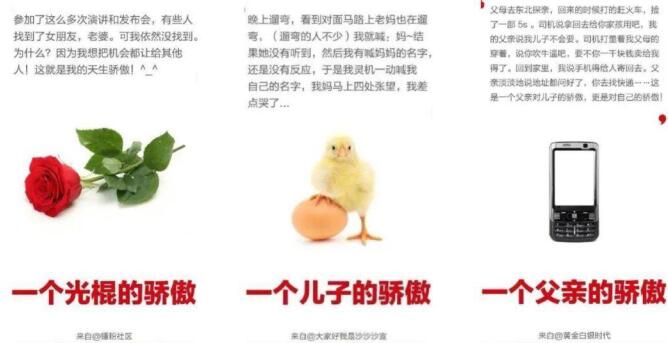 参加了这么多次演讲和发布会，有些人
找到了女朋友，老婆。可我依然没找到。
为什么？因为我想把机会都让给其他
人！这就是我的天生骄傲！^_^
一个光棍的骄傲
来自@锤粉社区
晚上遛弯，看到对面马路上老妈也在遛
弯，（遛弯的人不少）我就喊：妈~结
果她没有听到，然后我有喊妈妈的名字，
还是没有反应，于是我灵机一动喊我
自己的名字，我妈马上四处张望，我差
点哭了...
一个儿子的骄傲
来自@大家好我是沙沙沙宣
父母去东北探亲，回来的时候打的赶火车，捡
了一部 5s。司机说拿回去给你家孩用吧，我
的父亲说我儿子不会要。司机打量着我父母的
穿着，说你吹牛逼吧，要不你一千块钱卖给我
得了。回到家里，我说手机得给人寄回去。父
亲淡淡地说地址都问好了，你去找快递……这
是一个父亲对儿子的骄傲，更是对自己的骄傲！
一个父亲的骄傲
来自@黄金白银时代